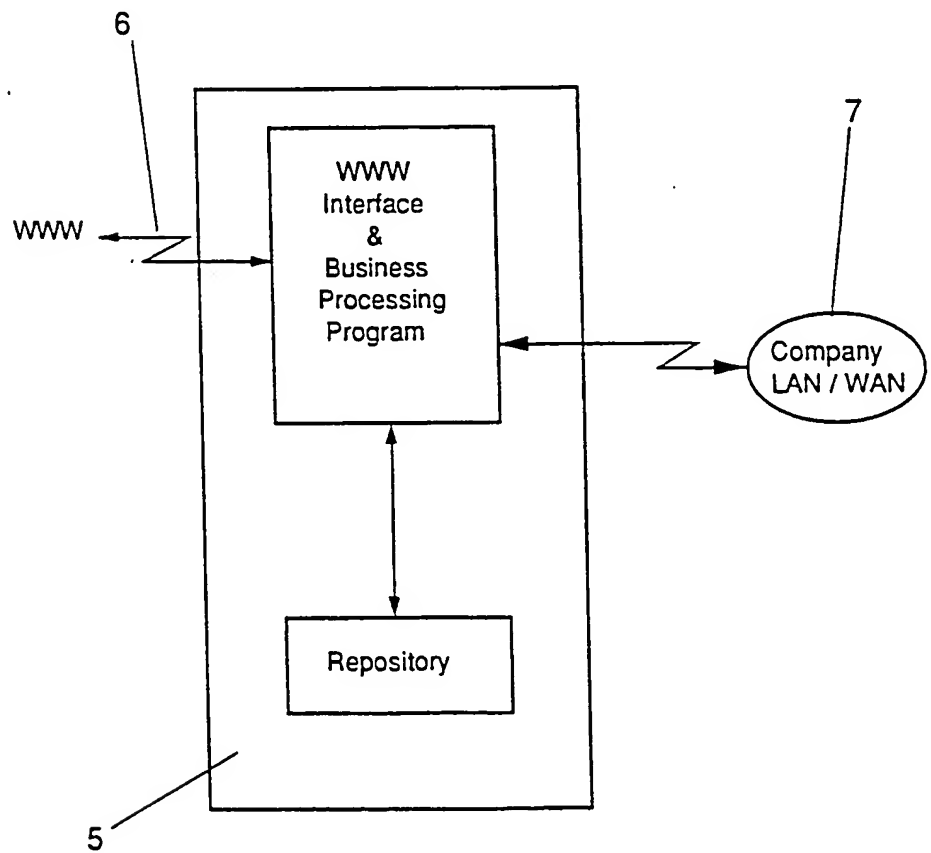 6
7
WWW
WWW
Interface
&
Business
Processing
Program
Company
LAN / WAN
Repository
5